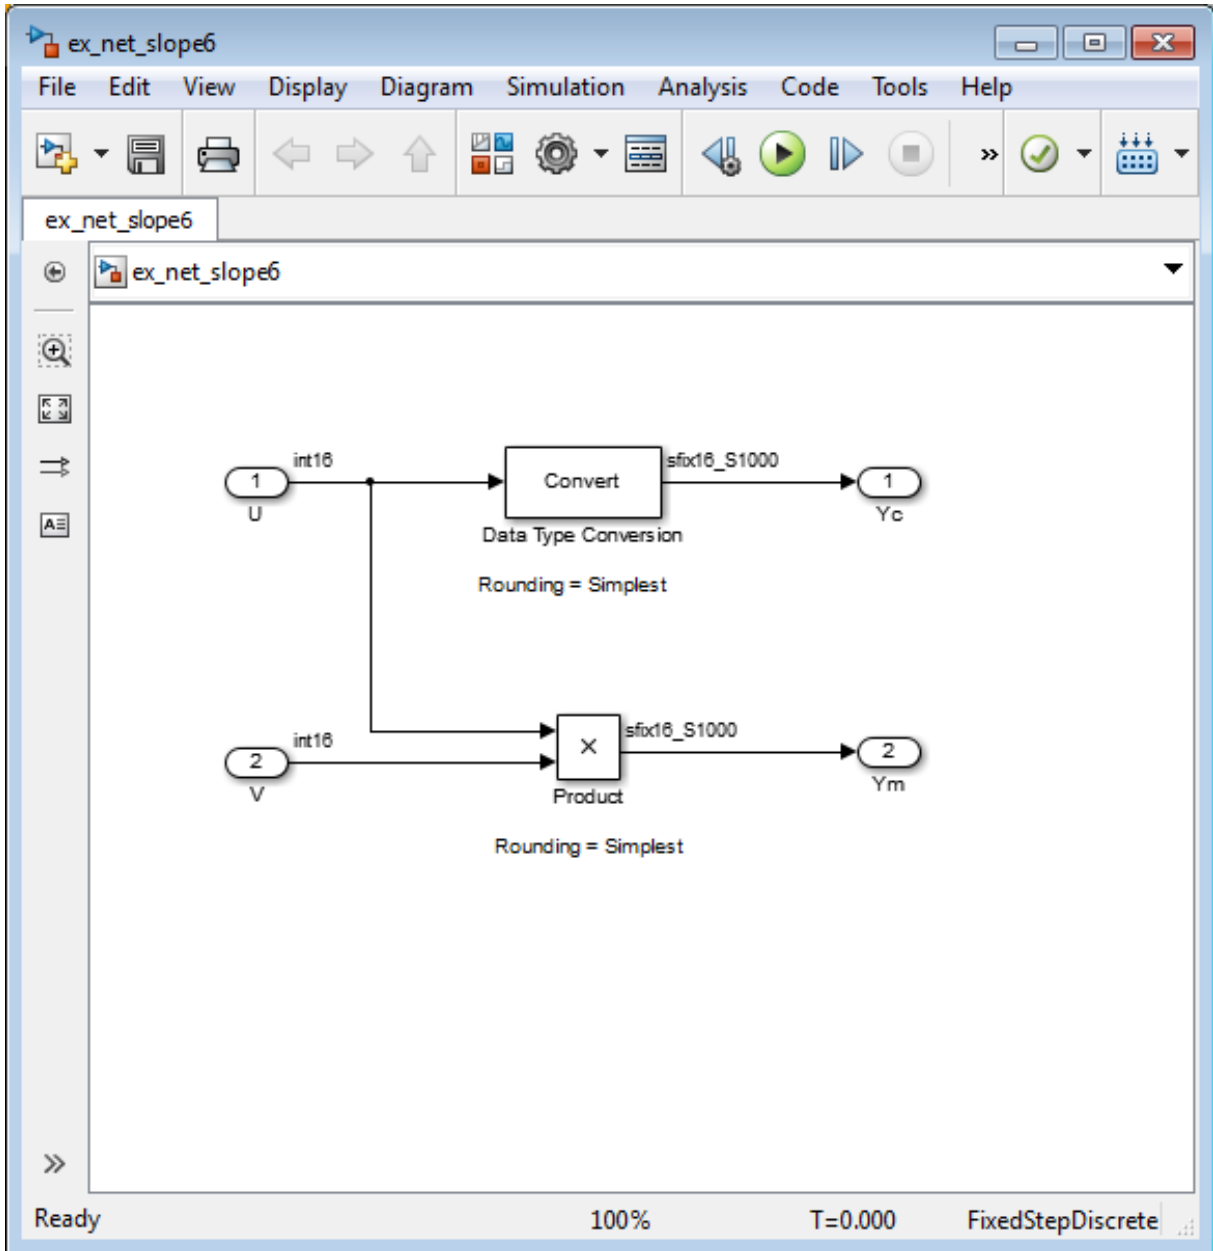 ex_net_slope6
File Edit View Display Diagram Simulation Analysis Code Tools Help
ex_net_slope6
ex_net_slope6
int16
1
U
Convert
Data Type Conversion
sfix16_S1000
1
Yc
Rounding = Simplest
int16
2
V
×
Product
sfix16_S1000
2
Ym
Rounding = Simplest
Ready 100% T=0.000 FixedStepDiscrete